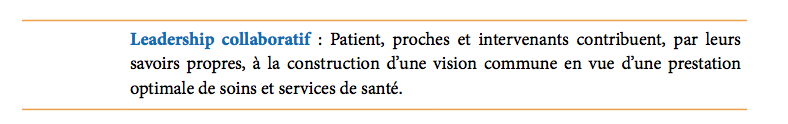 Leadership collaboratif : Patient, proches et intervenants contribuent, par leurs
savoirs propres, à la construction d’une vision commune en vue d’une prestation
optimale de soins et services de santé.